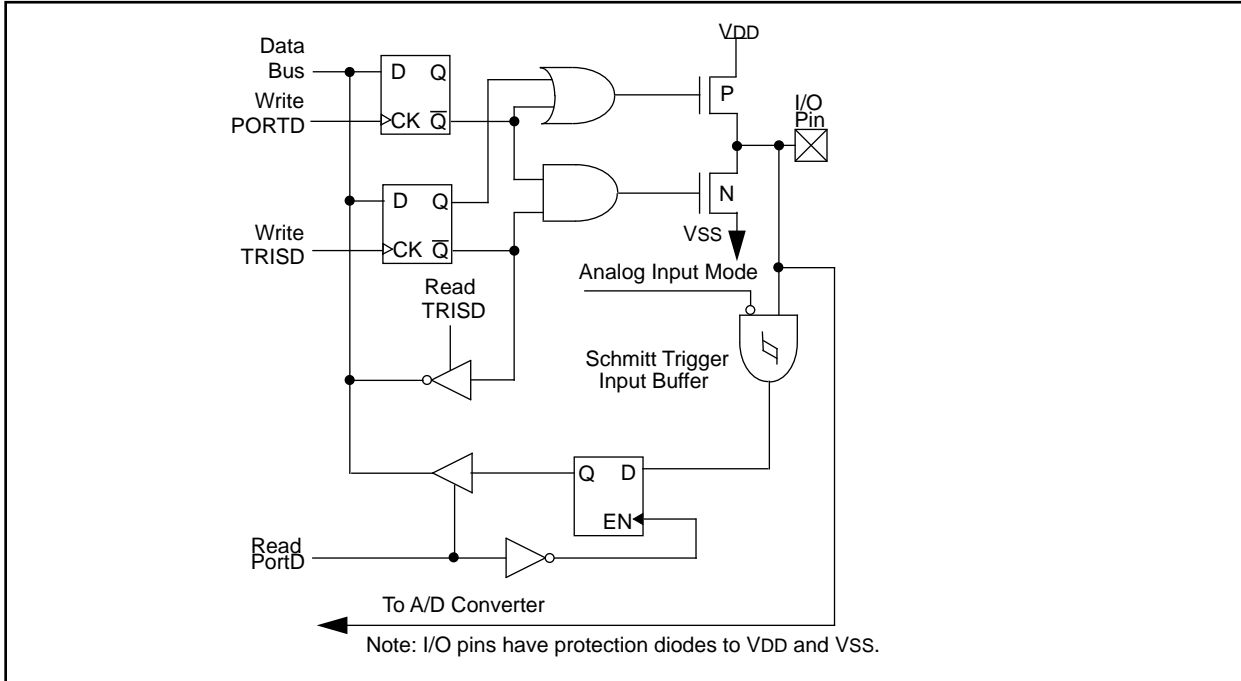 VDD
Data
Bus
D Q
P
Write
PORTD
CK Q
I/O
Pin
D Q
N
Write
TRISD
CK Q
VSS
Analog Input Mode
Read
TRISD
Schmitt Trigger
Input Buffer
Q D
EN
Read
PortD
To A/D Converter
Note: I/O pins have protection diodes to VDD and VSS.